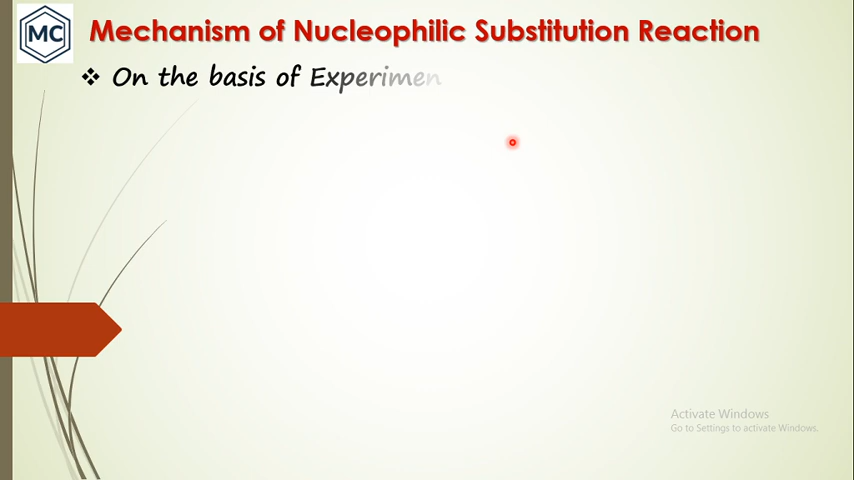 MC
Mechanism of Nucleophilic Substitution Reaction
On the basis of Experimen
Activate Windows
Go to Settings to activate Windows.